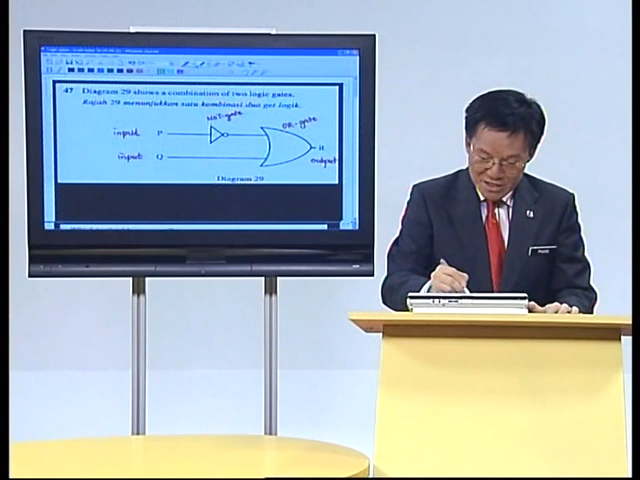 47 Diagram 29 shows a combination of two logic gates.
Rajah 29 menunjukkan satu kombinasi dua get logik.
NOT-gate
OR-gate
input P
R
input Q
output
Diagram 29